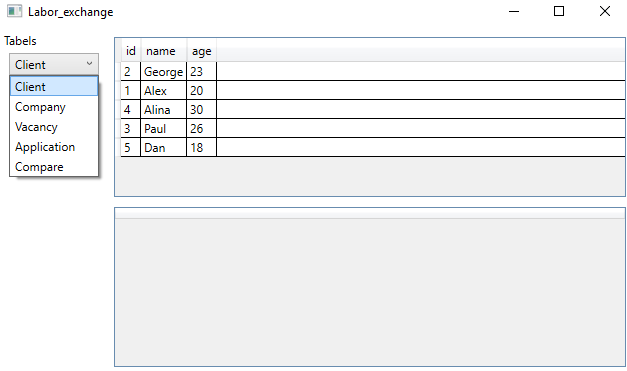 Labor_exchange
Tabels
Client
Client
Company
Vacancy
Application
Compare
id name age
2 George 23
1 Alex 20
4 Alina 30
3 Paul 26
5 Dan 18